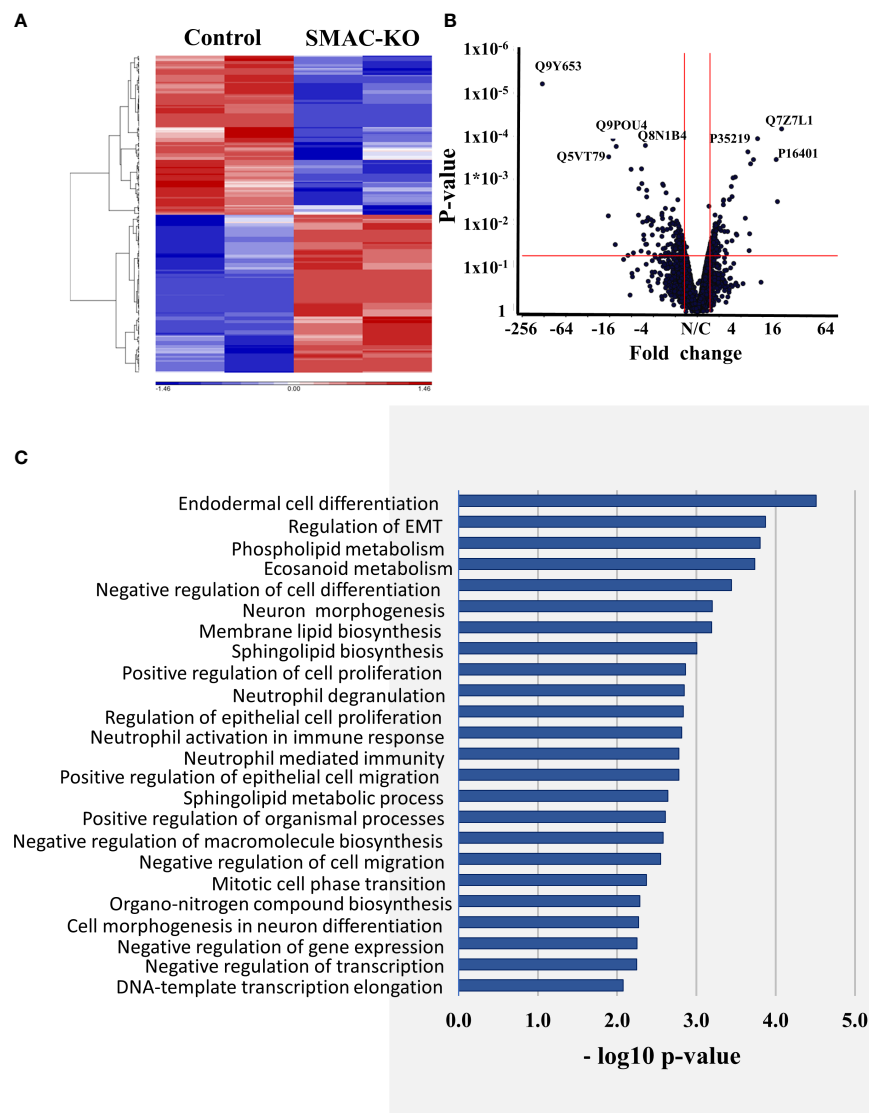 A
Control SMAC-KO
-1.46 0.00 1.46
B
1x10-6
1x10-5
1x10-4
1*10-3
1x10-2
1x10-1
1
P-value
Q9Y653
Q9POU4
Q8N1B4
Q5VT79
P35219
Q7Z7L1
P16401
-256 -64 -16 -4 N/C 4 16 64
Fold change
C
Endodermal cell differentiation
Regulation of EMT
Phospholipid metabolism
Ecosanoid metabolism
Negative regulation of cell differentiation
Neuron morphogenesis
Membrane lipid biosynthesis
Sphingolipid biosynthesis
Positive regulation of cell proliferation
Neutrophil degranulation
Regulation of epithelial cell proliferation
Neutrophil activation in immune response
Neutrophil mediated immunity
Positive regulation of epithelial cell migration
Sphingolipid metabolic process
Positive regulation of organismal processes
Negative regulation of macromolecule biosynthesis
Negative regulation of cell migration
Mitotic cell phase transition
Organo-nitrogen compound biosynthesis
Cell morphogenesis in neuron differentiation
Negative regulation of gene expression
Negative regulation of transcription
DNA-template transcription elongation
0.0 1.0 2.0 3.0 4.0 5.0
- log10 p-value